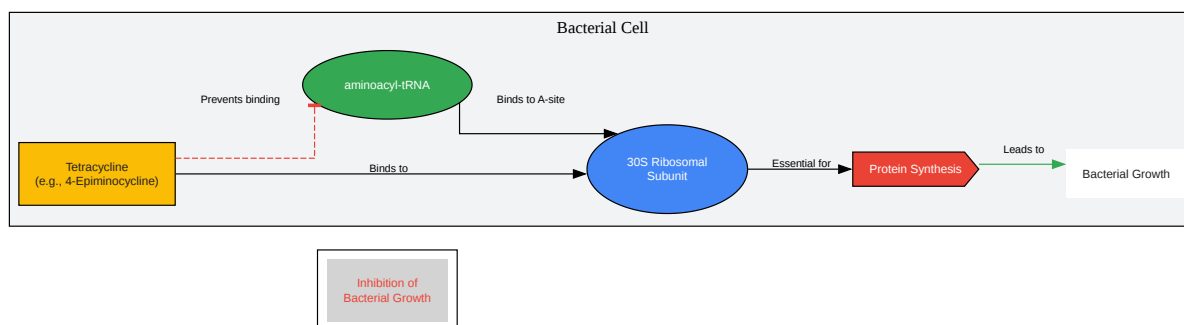 Bacterial Cell
aminoacyl-tRNA
Prevents binding
Binds to A-site
Tetracycline
(e.g., 4-Epiminocycline)
Binds to
30S Ribosomal
Subunit
Essential for
Protein Synthesis
Leads to
Bacterial Growth
Inhibition of
Bacterial Growth